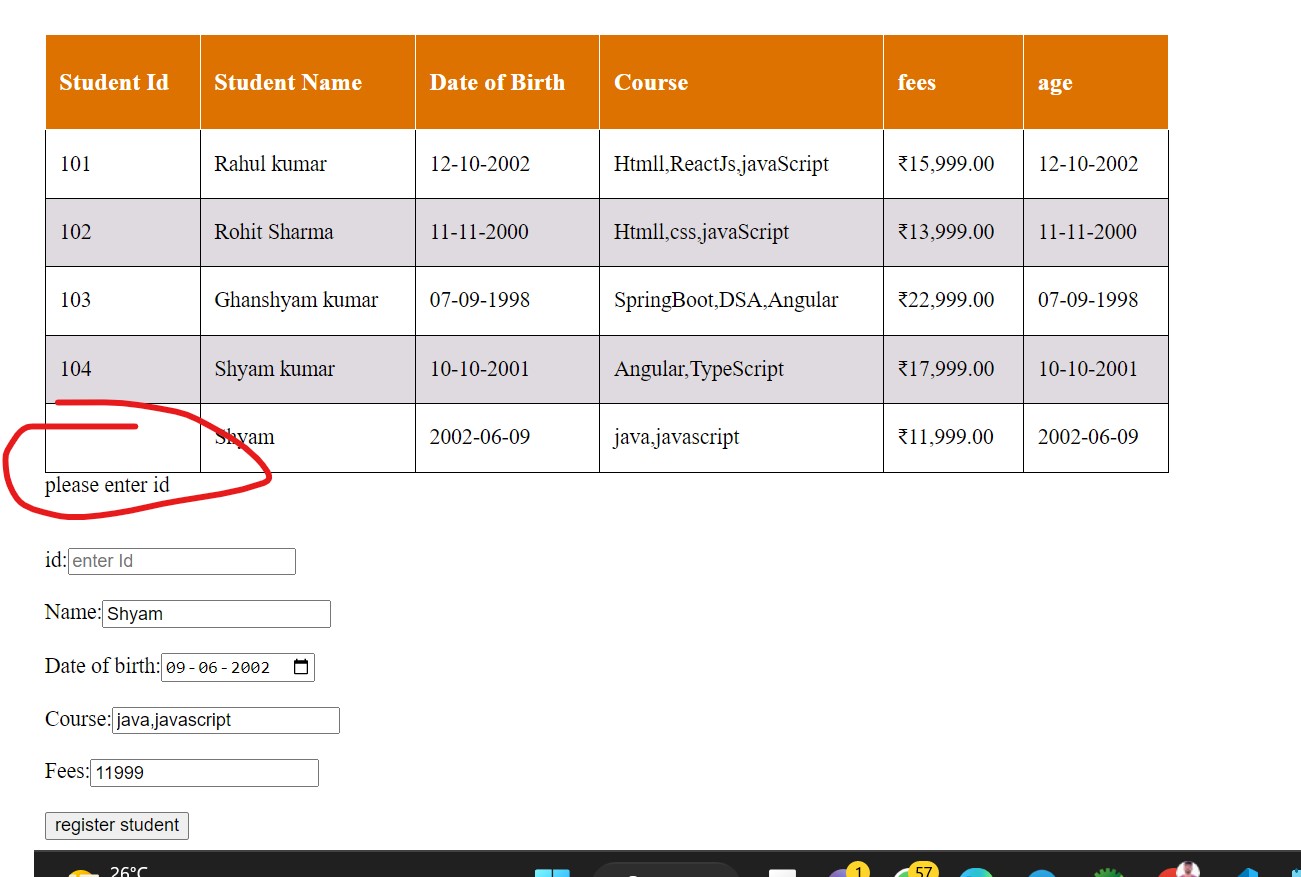 Student Id Student Name Date of Birth Course fees age
101 Rahul kumar 12-10-2002 Htmll,ReactJs,javaScript ₹15,999.00 12-10-2002
102 Rohit Sharma 11-11-2000 Htmll,css,javaScript ₹13,999.00 11-11-2000
103 Ghanshyam kumar 07-09-1998 SpringBoot,DSA,Angular ₹22,999.00 07-09-1998
104 Shyam kumar 10-10-2001 Angular,TypeScript ₹17,999.00 10-10-2001
Shyam 2002-06-09 java,javascript ₹11,999.00 2002-06-09
please enter id
id: enter Id
Name: Shyam
Date of birth: 09-06-2002
Course: java,javascript
Fees: 11999
register student
26°C 1 57